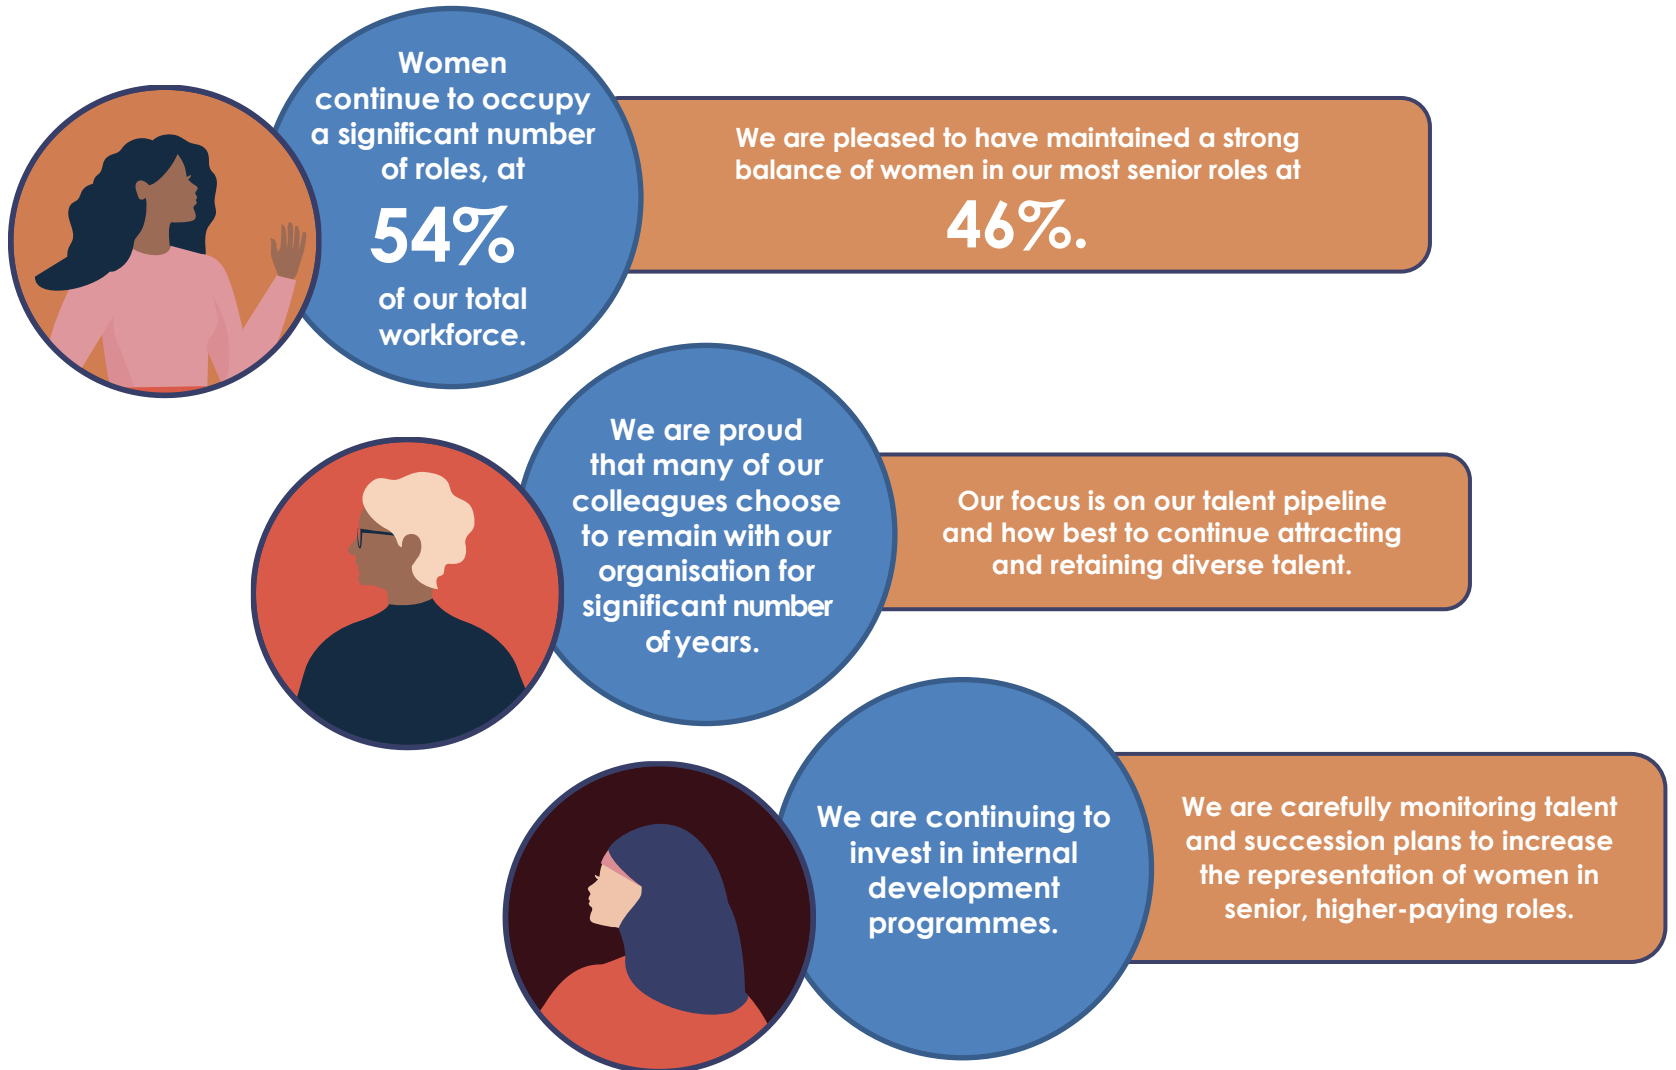 Women
continue to occupy
a significant number
of roles, at
54%
of our total
workforce.
We are pleased to have maintained a strong
balance of women in our most senior roles at
46%.
We are proud
that many of our
colleagues choose
to remain with our
organisation for
significant number
of years.
Our focus is on our talent pipeline
and how best to continue attracting
and retaining diverse talent.
We are continuing to
invest in internal
development
programmes.
We are carefully monitoring talent
and succession plans to increase
the representation of women in
senior, higher-paying roles.